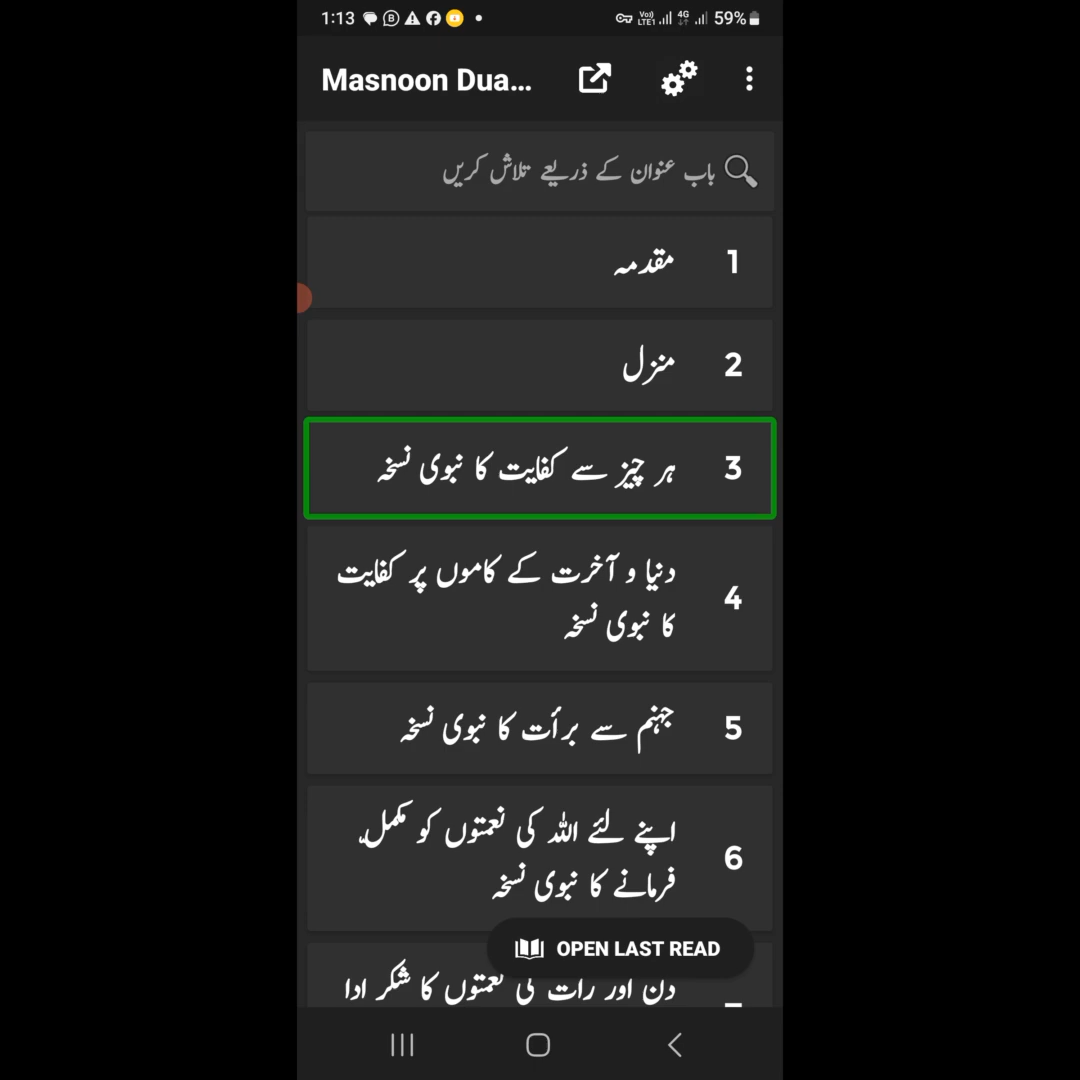 1:13
VoLTE1 4G 59%
Masnoon Dua...
باب عنوان کے ذریعے تلاش کریں
1 مقدمہ
2 منزل
3 ہر چیز سے کفایت کا نبوی نسخہ
4 دنیا و آخرت کے کاموں پر کفایت
کا نبوی نسخہ
5 جہنم سے برأت کا نبوی نسخہ
6 اپنے لئے اللہ کی نعمتوں کو مکمل
فرمانے کا نبوی نسخہ
OPEN LAST READ
دن اور رات کی نعمتوں کا شکر ادا